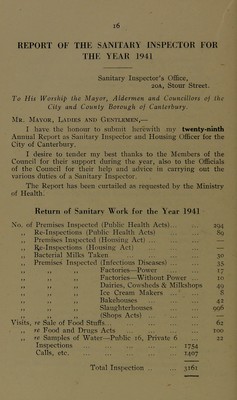 16
REPORT OF THE SANITARY INSPECTOR FOR
THE YEAR 1941
Sanitary Inspector's Office,
20A, Stour Street.
To His Worship the Mayor, Aldermen and Councillors of the
City and County Borough of Canterbury.
MR. MAYOR, LADIES AND GENTLEMEN,—
I have the honour to submit herewith my twenty-ninth
Annual Report as Sanitary Inspector and Housing Officer for the
City of Canterbury.
I desire to tender my best thanks to the Members of the
Council for their support during the year, also to the Officials
of the Council for their help and advice in carrying out the
various duties of a Sanitary Inspector.
The Report has been curtailed as requested by the Ministry
of Health.
Return of Sanitary Work for the Year 1941
No. of Premises Inspected (Public Health Acts) ... 194
,, Re-Inspections (Public Health Acts) ... 89
,, Premises Inspected (Housing Act) ... —
,, Re-Inspections (Housing Act) ... —
,, Bacterial Milks Taken ... 30
,, Premises Inspected (Infectious Diseases) ... 35
,, ,, ,, Factories—Power ... 17
,, ,, ,, Factories—Without Power ... 10
,, ,, ,, Dairies, Cowsheds & Milkshops 49
,, ,, ,, Ice Cream Makers ... 8
,, ,, ,, Bakehouses ... 42
,, ,, ,, Slaughterhouses ... 996
,, ,, ,, (Shops Acts) ... —
Visits, re Sale of Food Stuffs ... 62
,, re Food and Drugs Acts ... 100
,, re Samples of Water—Public 16, Private 6 ... 22
Inspections ... 1754
Calls, etc. ... 1407
Total Inspection ... 3161